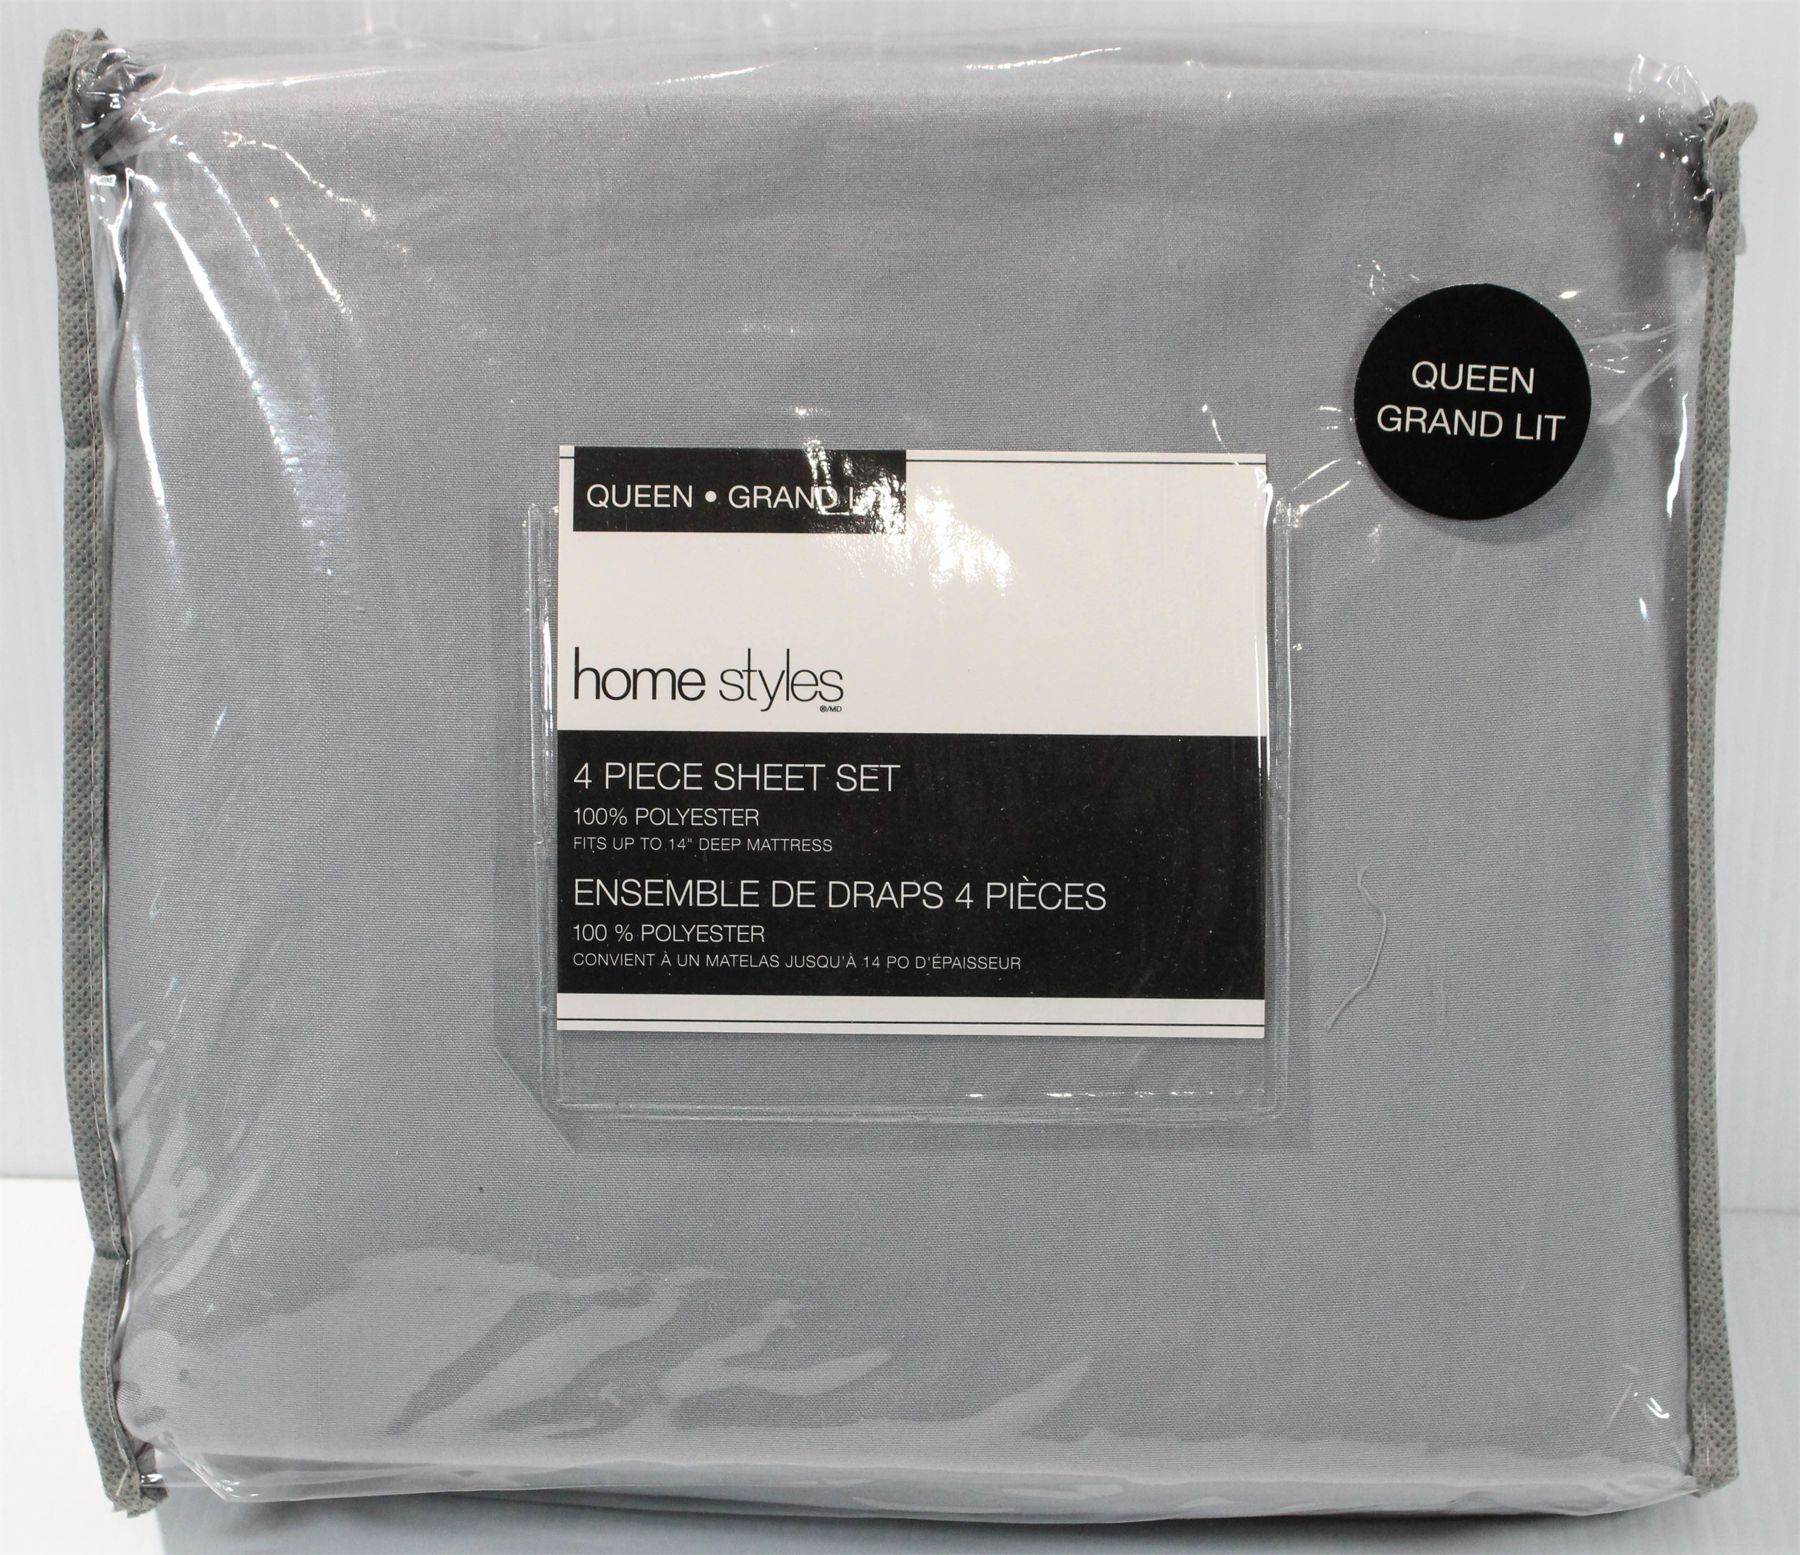 QUEEN
GRAND LIT
QUEEN • GRAND LIT
home styles
®/MD
4 PIECE SHEET SET
100% POLYESTER
FITS UP TO 14" DEEP MATTRESS
ENSEMBLE DE DRAPS 4 PIÈCES
100 % POLYESTER
CONVIENT À UN MATELAS JUSQU'À 14 PO D'ÉPAISSEUR